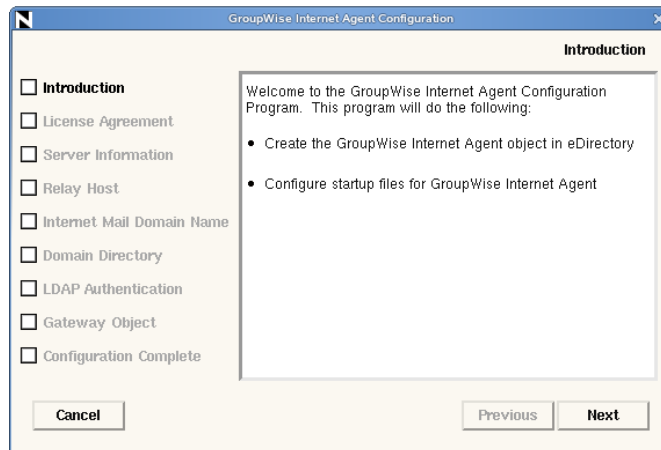 GroupWise Internet Agent Configuration
Introduction
Introduction
License Agreement
Server Information
Relay Host
Internet Mail Domain Name
Domain Directory
LDAP Authentication
Gateway Object
Configuration Complete
Welcome to the GroupWise Internet Agent Configuration
Program. This program will do the following:
• Create the GroupWise Internet Agent object in eDirectory
• Configure startup files for GroupWise Internet Agent
Cancel
Previous
Next